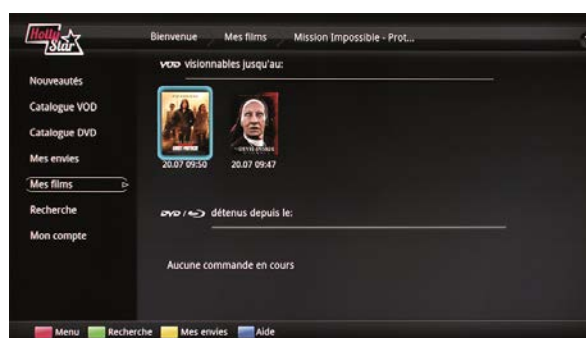 Holly Star
Bienvenue Mes films Mission Impossible - Prot...
VOD visionnables jusqu'au:
Nouveautés
Catalogue VOD
Catalogue DVD
Mes envies
Mes films
Recherche
Mon compte
20.07 09:50 20.07 09:47
DVD / détenus depuis le:
Aucune commande en cours
Menu Recherche Mes envies Aide